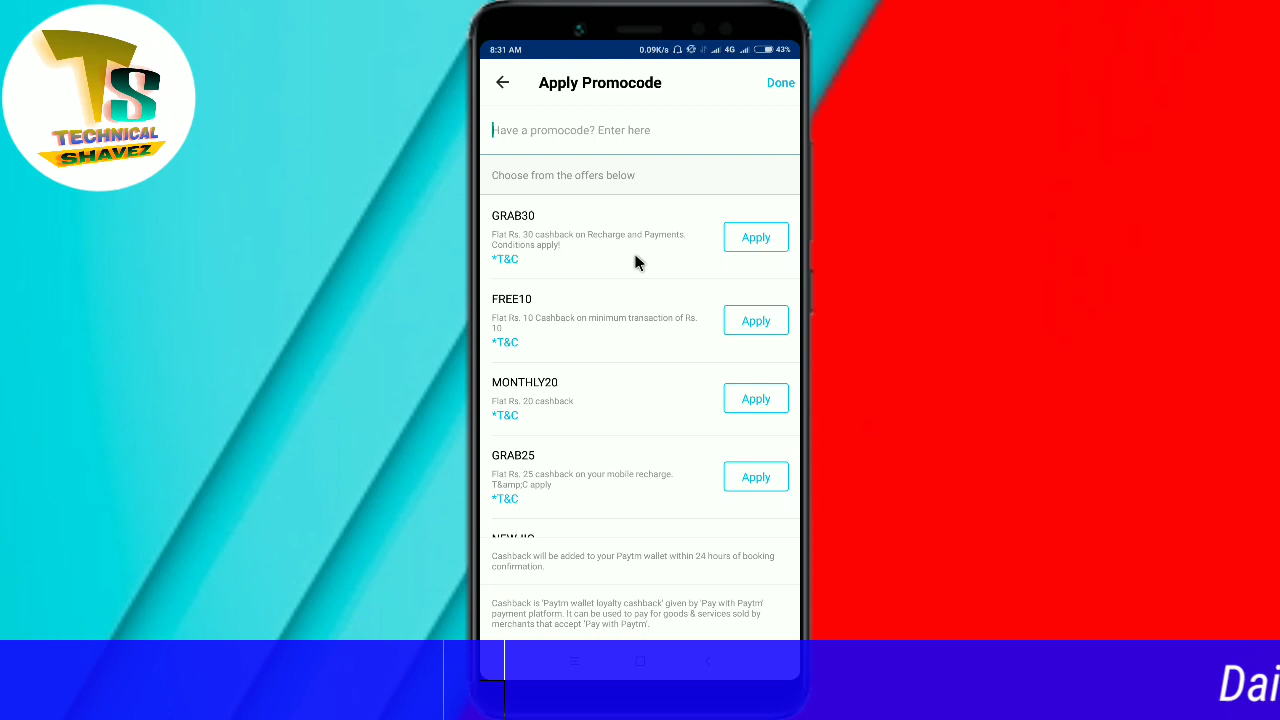 TS
TECHNICAL
SHAVEZ
8:31 AM
0.09K/s
4G
43%
Apply Promocode
Done
Have a promocode? Enter here
Choose from the offers below
GRAB30
Flat Rs. 30 cashback on Recharge and Payments.
Conditions apply!
*T&C
Apply
FREE10
Flat Rs. 10 Cashback on minimum transaction of Rs.
10
*T&C
Apply
MONTHLY20
Flat Rs. 20 cashback
*T&C
Apply
GRAB25
Flat Rs. 25 cashback on your mobile recharge.
T&amp;C apply
*T&C
Apply
Cashback will be added to your Paytm wallet within 24 hours of booking
confirmation.
Cashback is 'Paytm wallet loyalty cashback' given by 'Pay with Paytm'
payment platform. It can be used to pay for goods & services sold by
merchants that accept 'Pay with Paytm'.
Dai